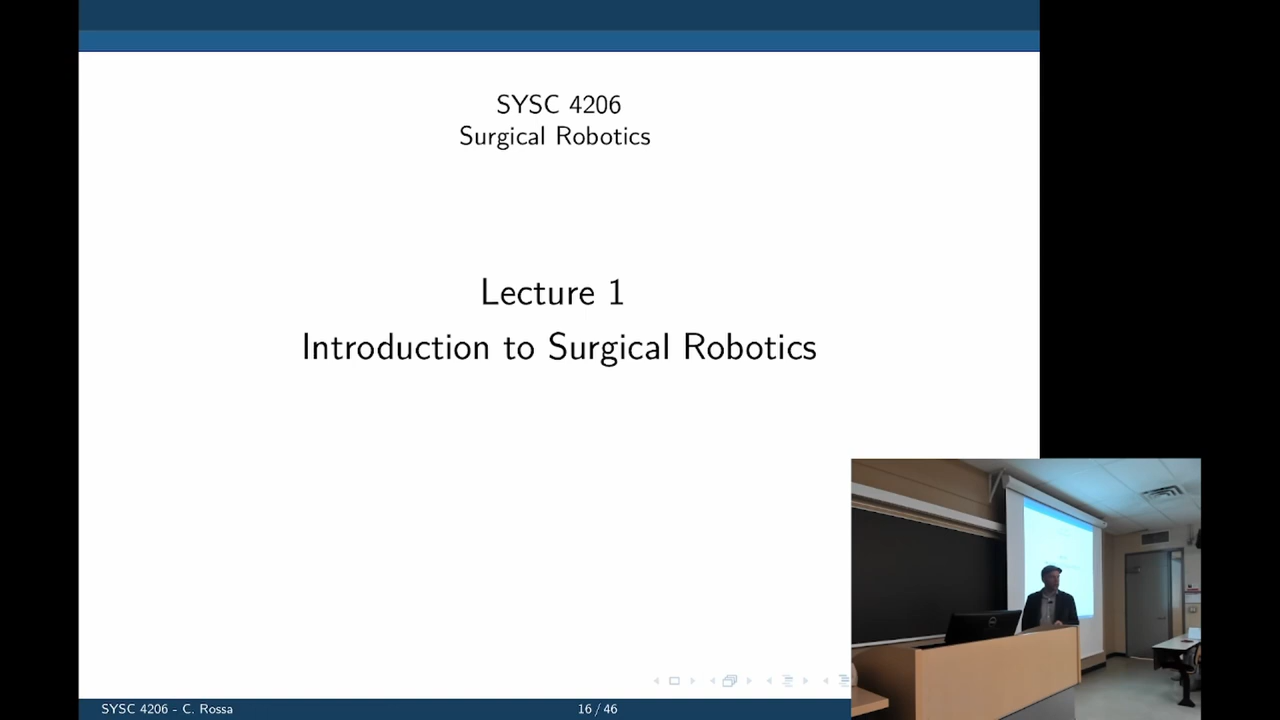 SYSC 4206
Surgical Robotics
Lecture 1
Introduction to Surgical Robotics
SYSC 4206 - C. Rossa
16 / 46